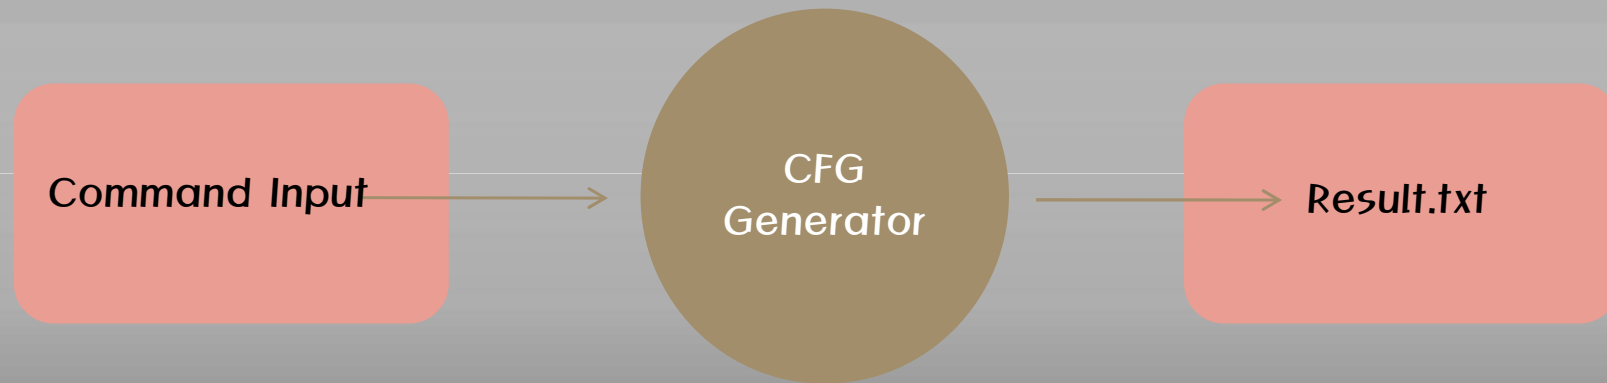 Command Input
CFG
Generator
Result.txt